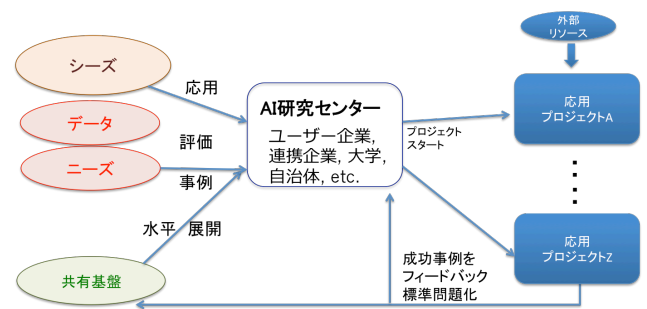 外部
リソース
シーズ
応用
データ
評価
ニーズ
事例
水平 展開
共有基盤
AI研究センター
ユーザー企業,
連携企業, 大学,
自治体, etc.
プロジェクト
スタート
応用
プロジェクトA
応用
プロジェクトZ
成功事例を
フィードバック
標準問題化